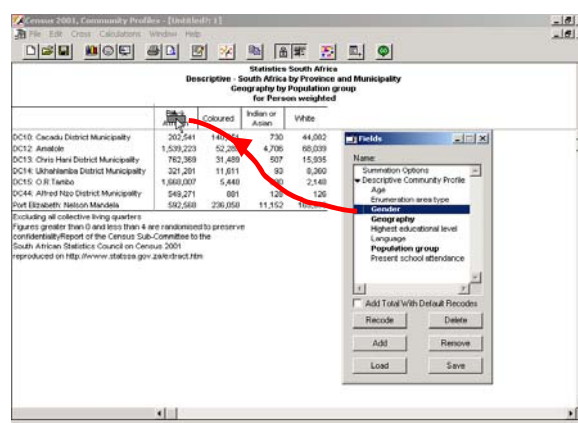 Census 2001, Community Profiles - [Untitled1: 1]
File Edit Cross Calculations Window Help
Statistics South Africa
Descriptive - South Africa by Province and Municipality
Geography by Population group
for Person weighted
Coloured Indian or Asian White
DC10: Cacadu District Municipality 202,541 730 44,082
DC12: Amatole 1,539,223 4,706 68,039
DC13: Chris Hani District Municipality 762,369 31,489 507 15,935
DC14: Ukhahlamba District Municipality 321,201 11,611 93 8,360
DC15: O.R.Tambo 1,660,007 5,440 2,148
DC44: Alfred Nzo District Municipality 549,271 881 126 126
Port Elizabeth: Nelson Mandela 592,568 236,058 11,152
Excluding all collective living quarters
Figures greater than 0 and less than 4 are randomised to preserve
confidentialityReport of the Census Sub-Committee to the
South African Statistics Council on Census 2001
reproduced on http://www.statssa.gov.za/extract.htm
Fields
Name:
Summation Options
Descriptive Community Profile
Age
Enumeration area type
Gender
Geography
Highest educational level
Language
Population group
Present school attendance
Add Total With Default Recodes
Recode Delete
Add Remove
Load Save